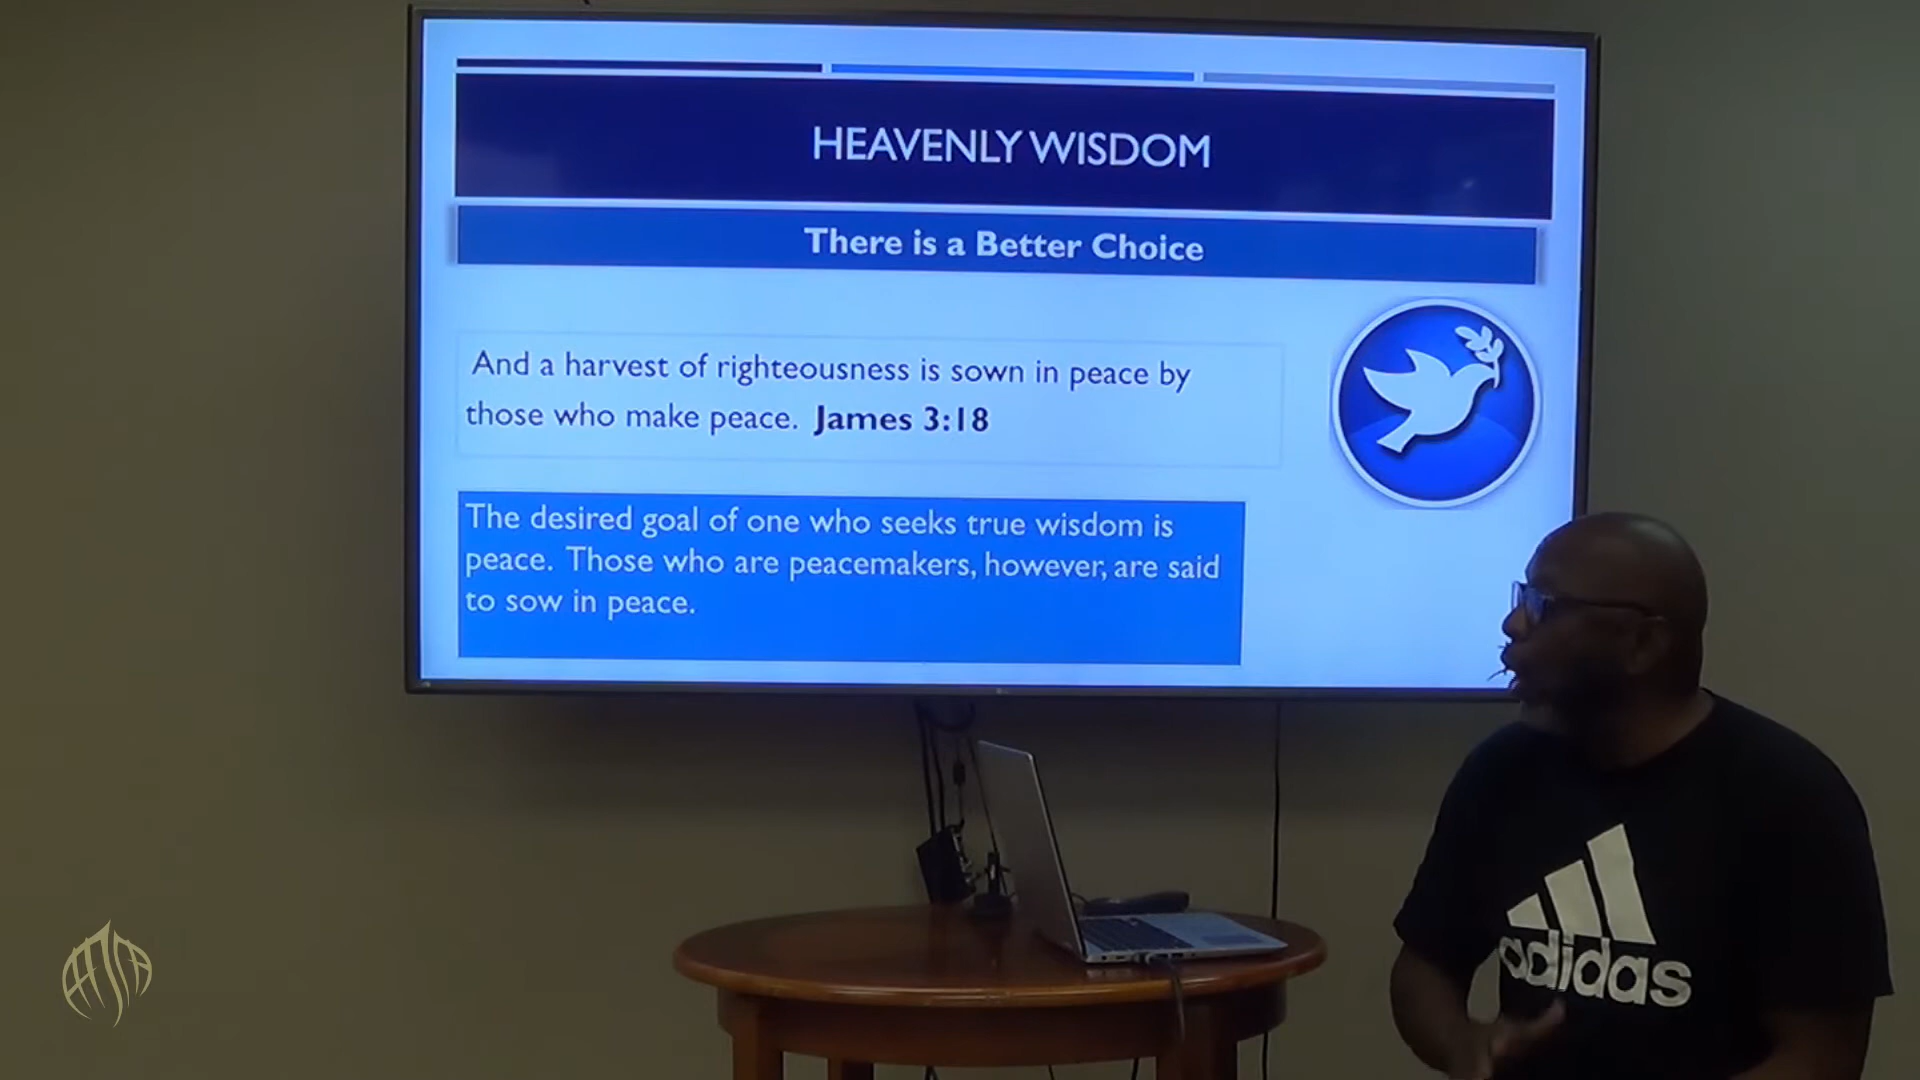 HEAVENLY WISDOM
There is a Better Choice
And a harvest of righteousness is sown in peace by
those who make peace. James 3:18
The desired goal of one who seeks true wisdom is
peace. Those who are peacemakers, however, are said
to sow in peace.
adidas